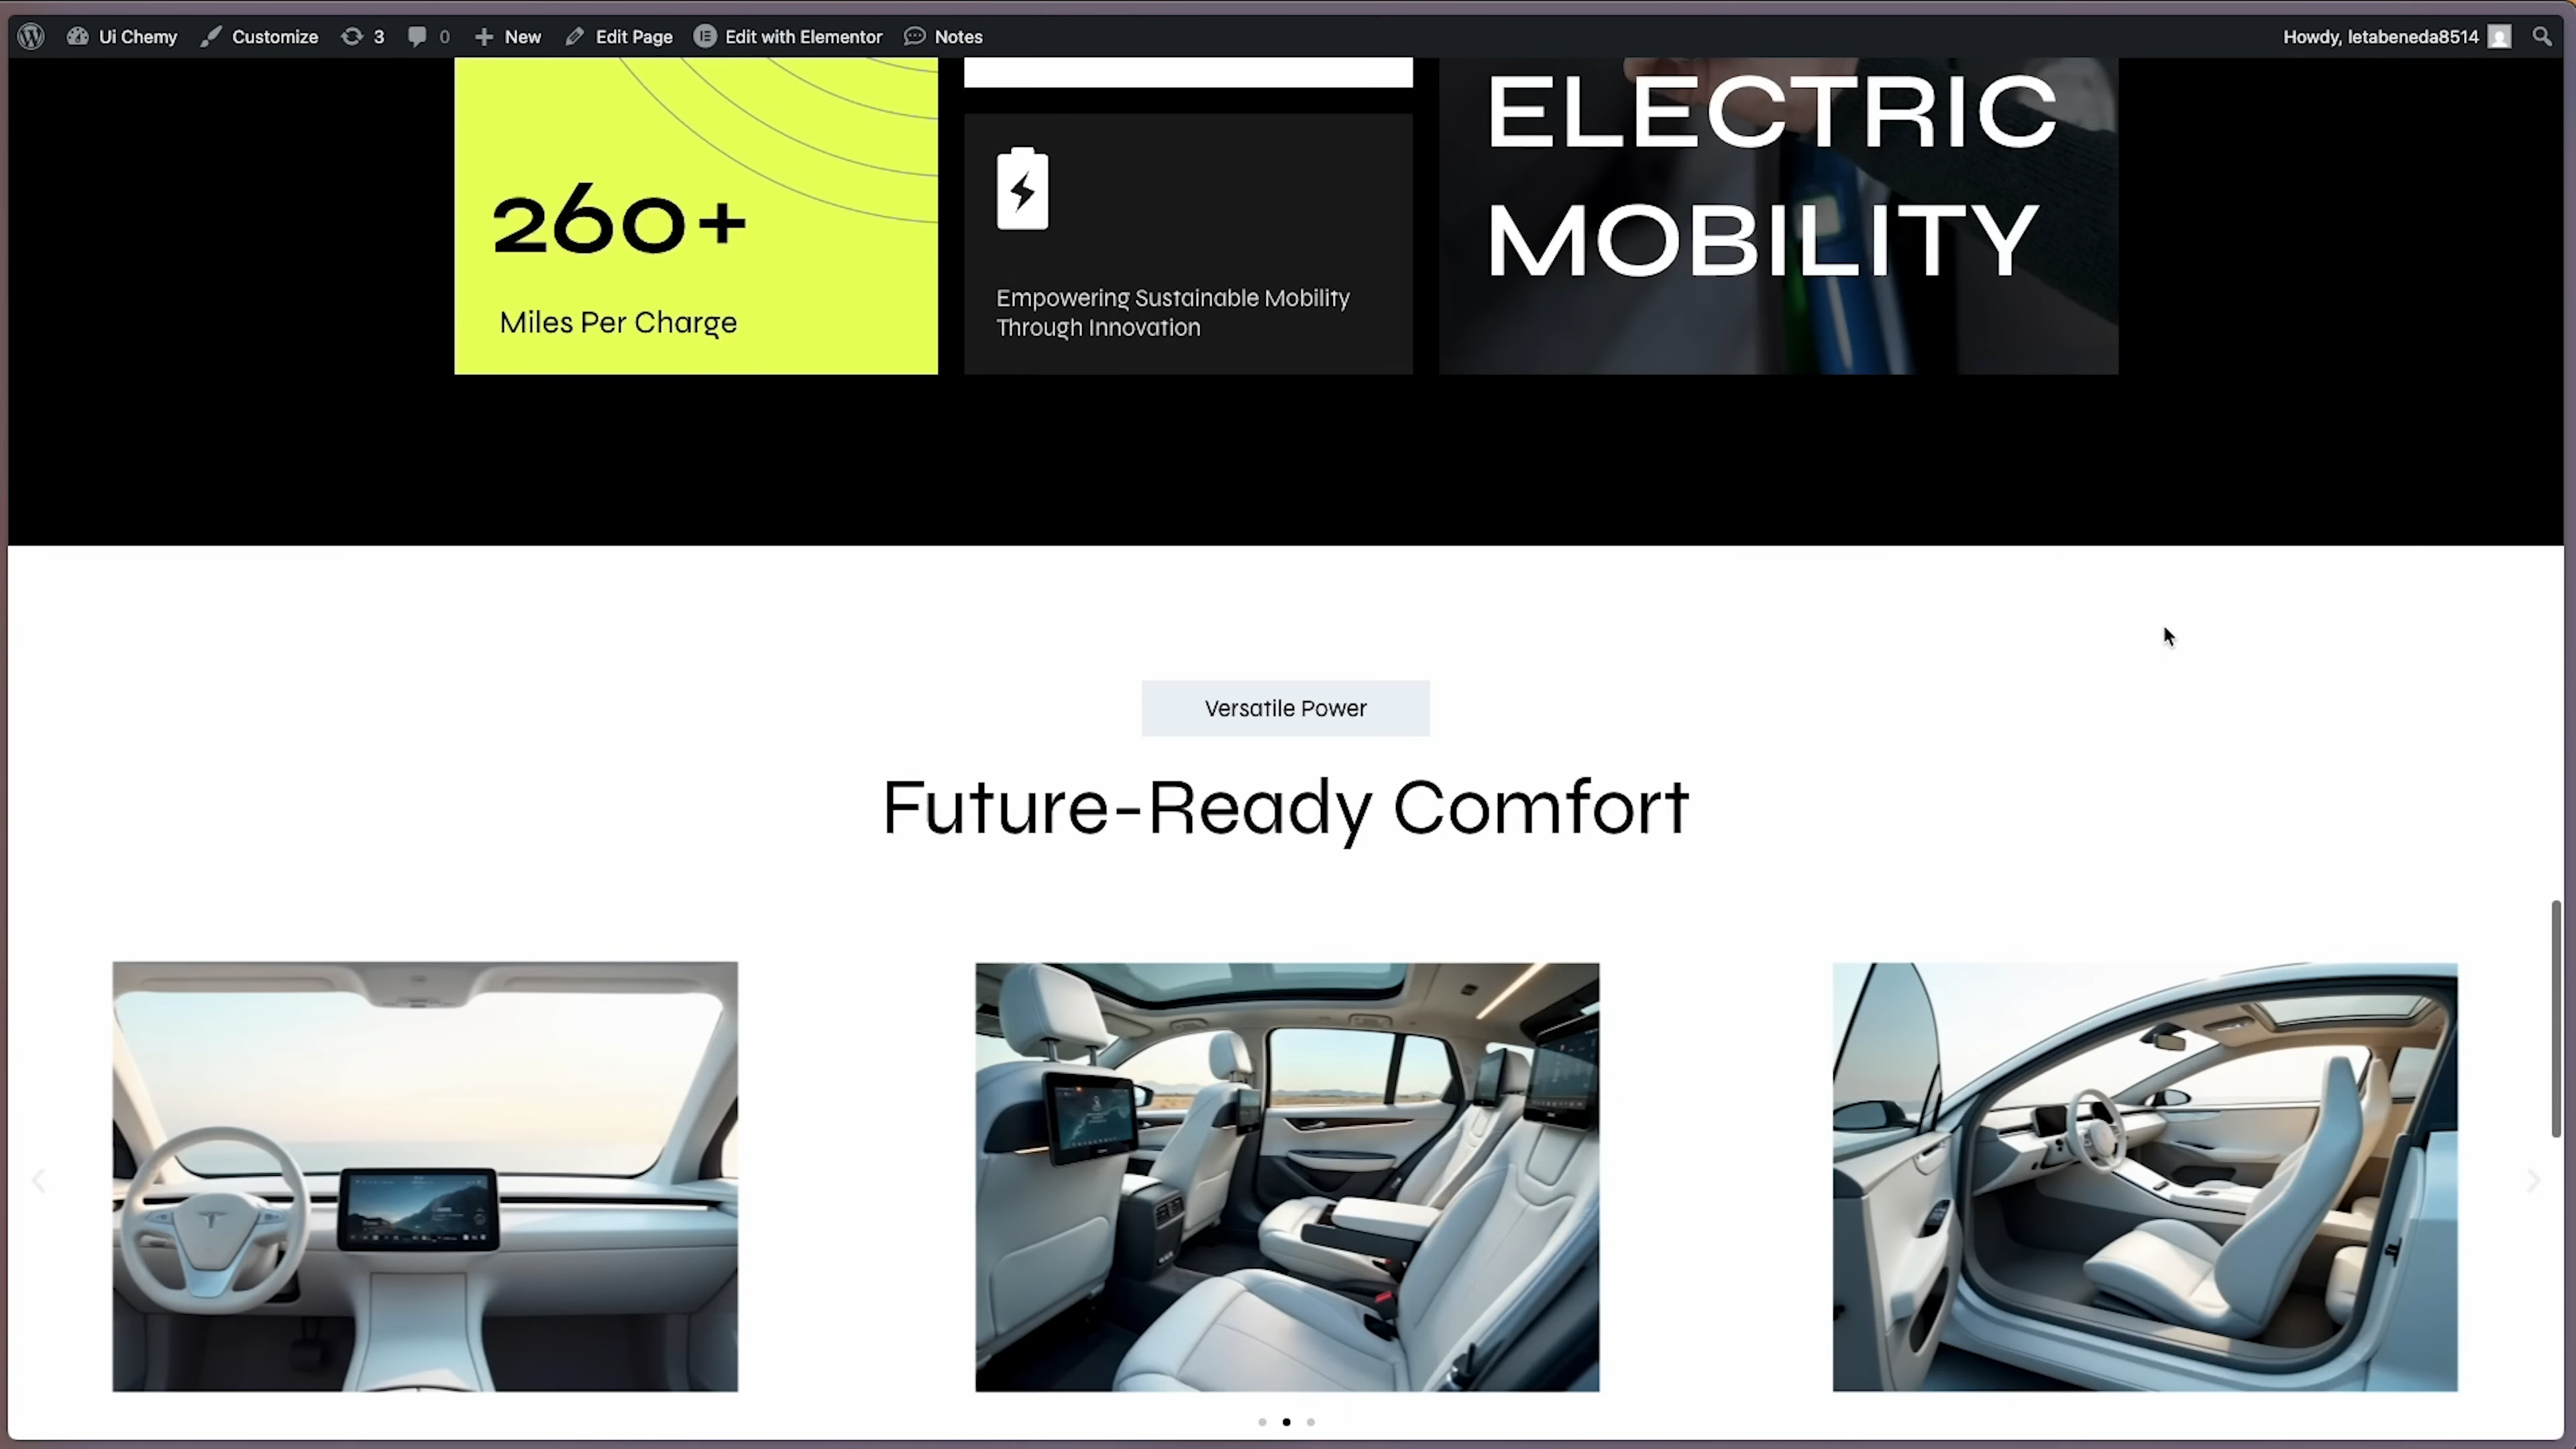 Ui Chemy Customize 3 0 New Edit Page Edit with Elementor Notes Howdy, letabeneda8514
260+
Miles Per Charge
Empowering Sustainable Mobility
Through Innovation
ELECTRIC
MOBILITY
Versatile Power
Future-Ready Comfort